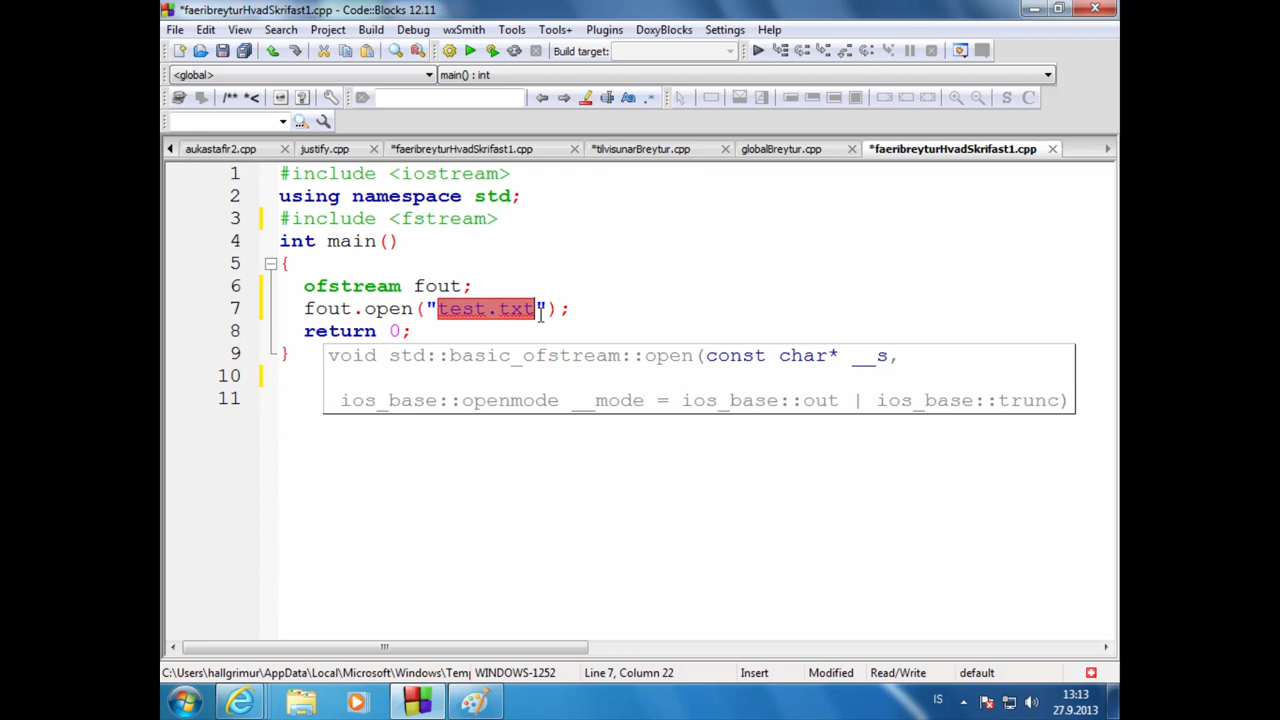 *faeribreyturHvadSkrifast1.cpp - Code::Blocks 12.11
File Edit View Search Project Build Debug wxSmith Tools Tools+ Plugins DoxyBlocks Settings Help
Build target:
<global> main() : int
/** *<
Aa .*
S C
aukastafir2.cpp justify.cpp *faeribreyturHvadSkrifast1.cpp *tilvisunarBreytur.cpp globalBreytur.cpp *faeribreyturHvadSkrifast1.cpp
1 #include <iostream>
2 using namespace std;
3 #include <fstream>
4 int main()
5 {
6 ofstream fout;
7 fout.open("test.txt");
8 return 0;
9 }
void std::basic_ofstream::open(const char* __s,
10
11 ios_base::openmode __mode = ios_base::out | ios_base::trunc)
C:\Users\hallgrimur\AppData\Local\Microsoft\Windows\Temp WINDOWS-1252 Line 7, Column 22 Insert Modified Read/Write default
IS 13:13
27.9.2013